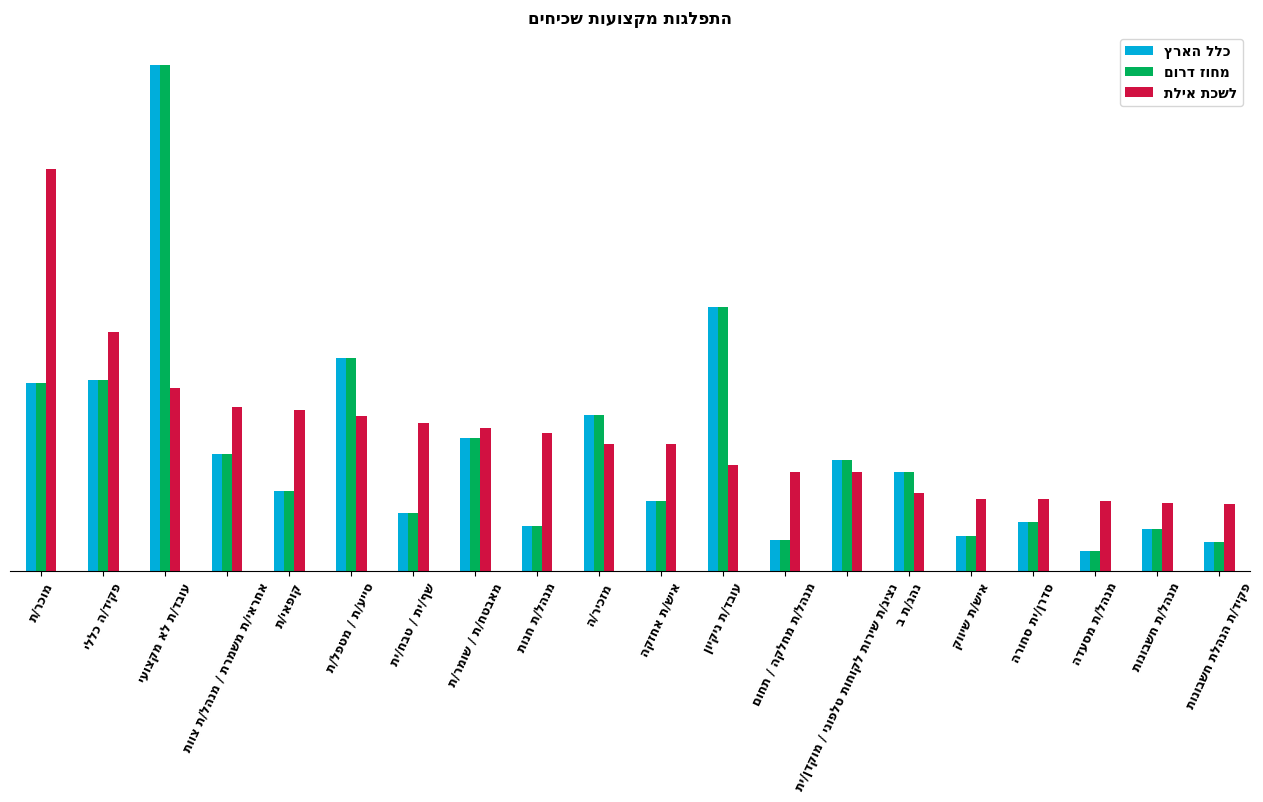 התפלגות מקצועות שכיחים
כלל הארץ
מחוז דרום
לשכת אילת
מוכר/ת
פקיד/ה כללי
עובד/ת לא מקצועי
אחראי/ת משמרת / מנהל/ת צוות
קופאי/ת
סייע/ת / מטפל/ת
שף/ית / טבח/ית
מאבטח/ת / שומר/ת
מנהל/ת חנות
מזכיר/ה
איש/ת אחזקה
עובד/ת ניקיון
מנהל/ת מחלקה / תחום
נציג/ת שירות לקוחות טלפוני / מוקדן/ית
נהג/ת ב
איש/ת שיווק
סדרן/ית סחורה
מנהל/ת מסעדה
מנהל/ת חשבונות
פקיד/ת הנהלת חשבונות